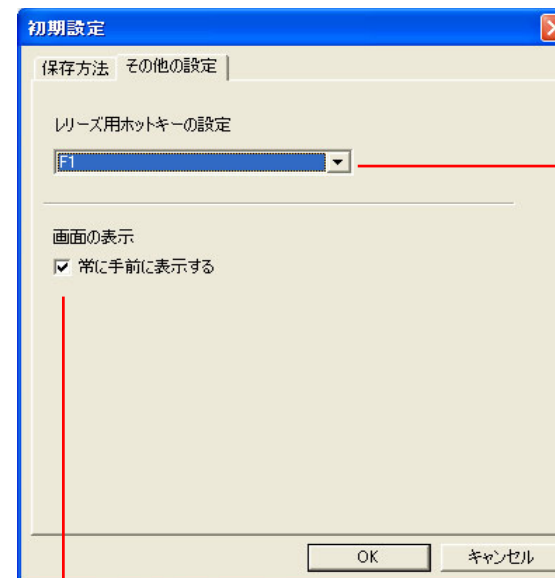 初期設定
保存方法 その他の設定
レリーズ用ホットキーの設定
F1
画面の表示
常に手前に表示する
OK キャンセル